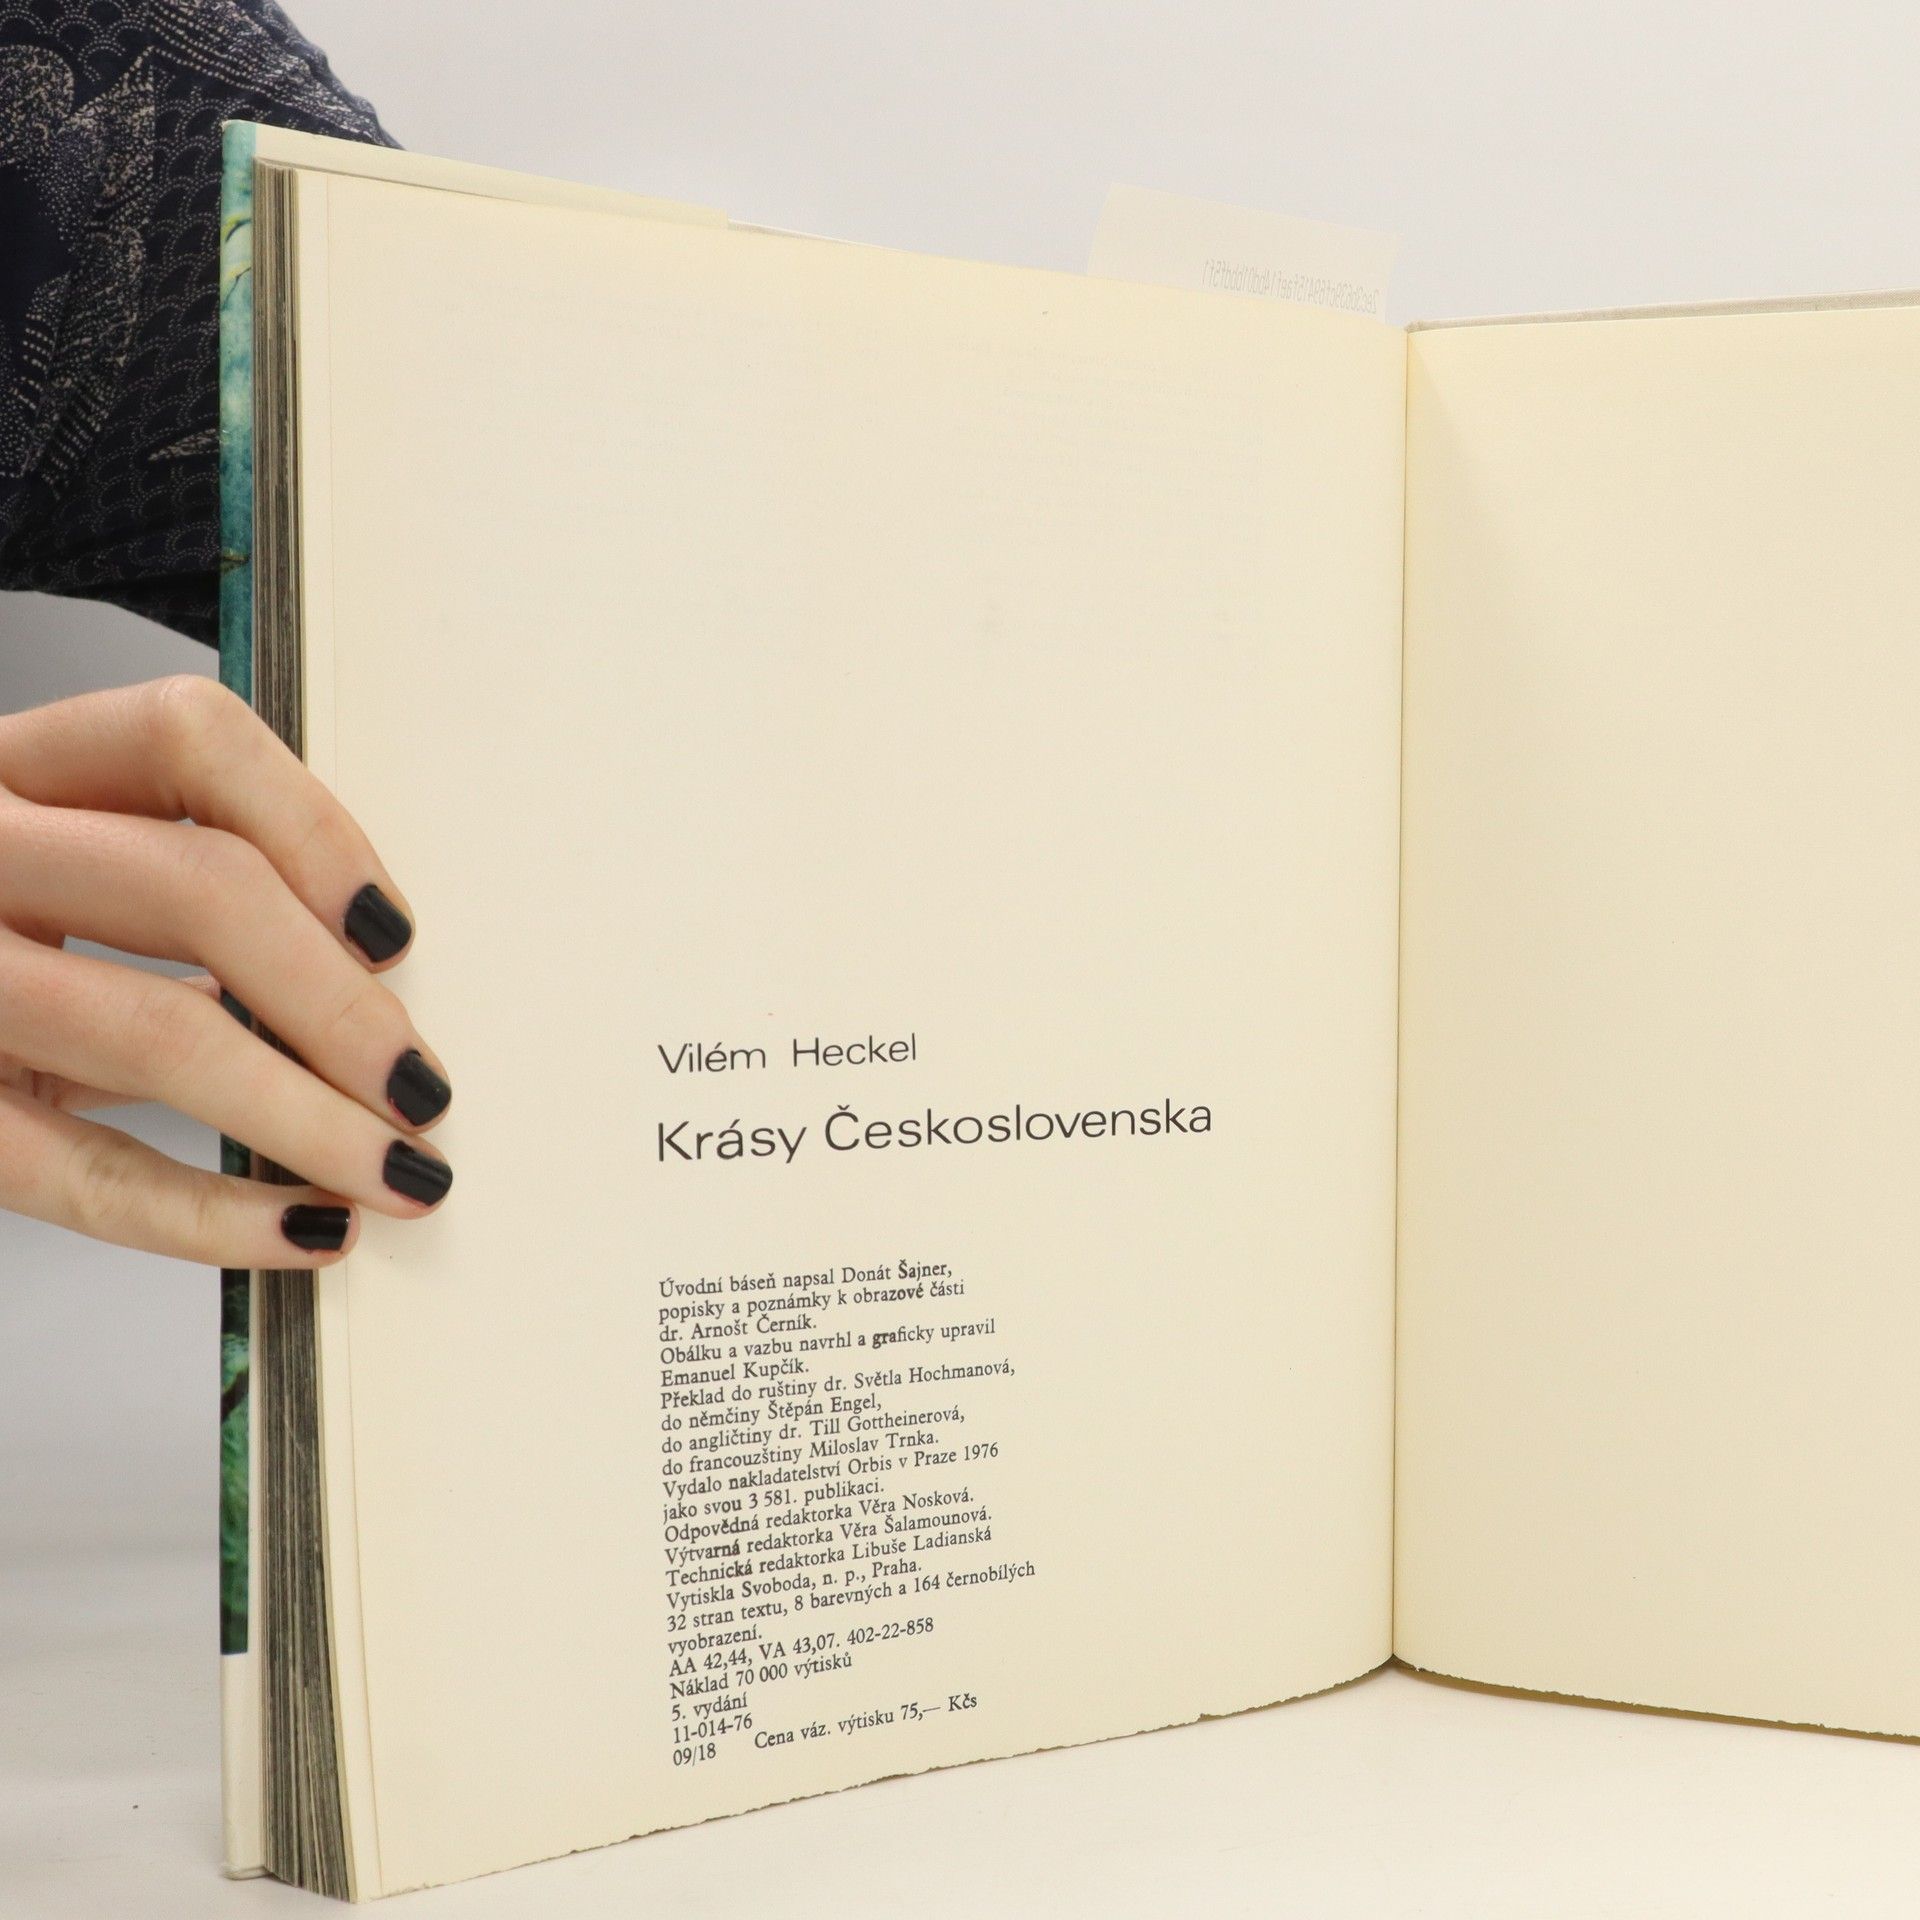 Vilém Heckel
Krásy Československa
Úvodní báseň napsal Donát Šajner,
popisky a poznámky k obrazové části
dr. Arnošt Černík.
Obálku a vazbu navrhl a graficky upravil
Emanuel Kupčík.
Překlad do ruštiny dr. Světla Hochmanová,
do němčiny Štěpán Engel,
do angličtiny dr. Till Gottheinerová,
do francouzštiny Miloslav Trnka.
Vydalo nakladatelství Orbis v Praze 1976
jako svou 3 581. publikaci.
Odpovědná redaktorka Věra Nosková.
Výtvarná redaktorka Věra Šalamounová.
Technická redaktorka Libuše Ladianská
Vytiskla Svoboda, n. p., Praha.
32 stran textu, 8 barevných a 164 černobílých
vyobrazení.
AA 42,44, VA 43,07. 402-22-858
Náklad 70 000 výtisků
5. vydání
11-014-76
09/18 Cena váz. výtisku 75,— Kčs